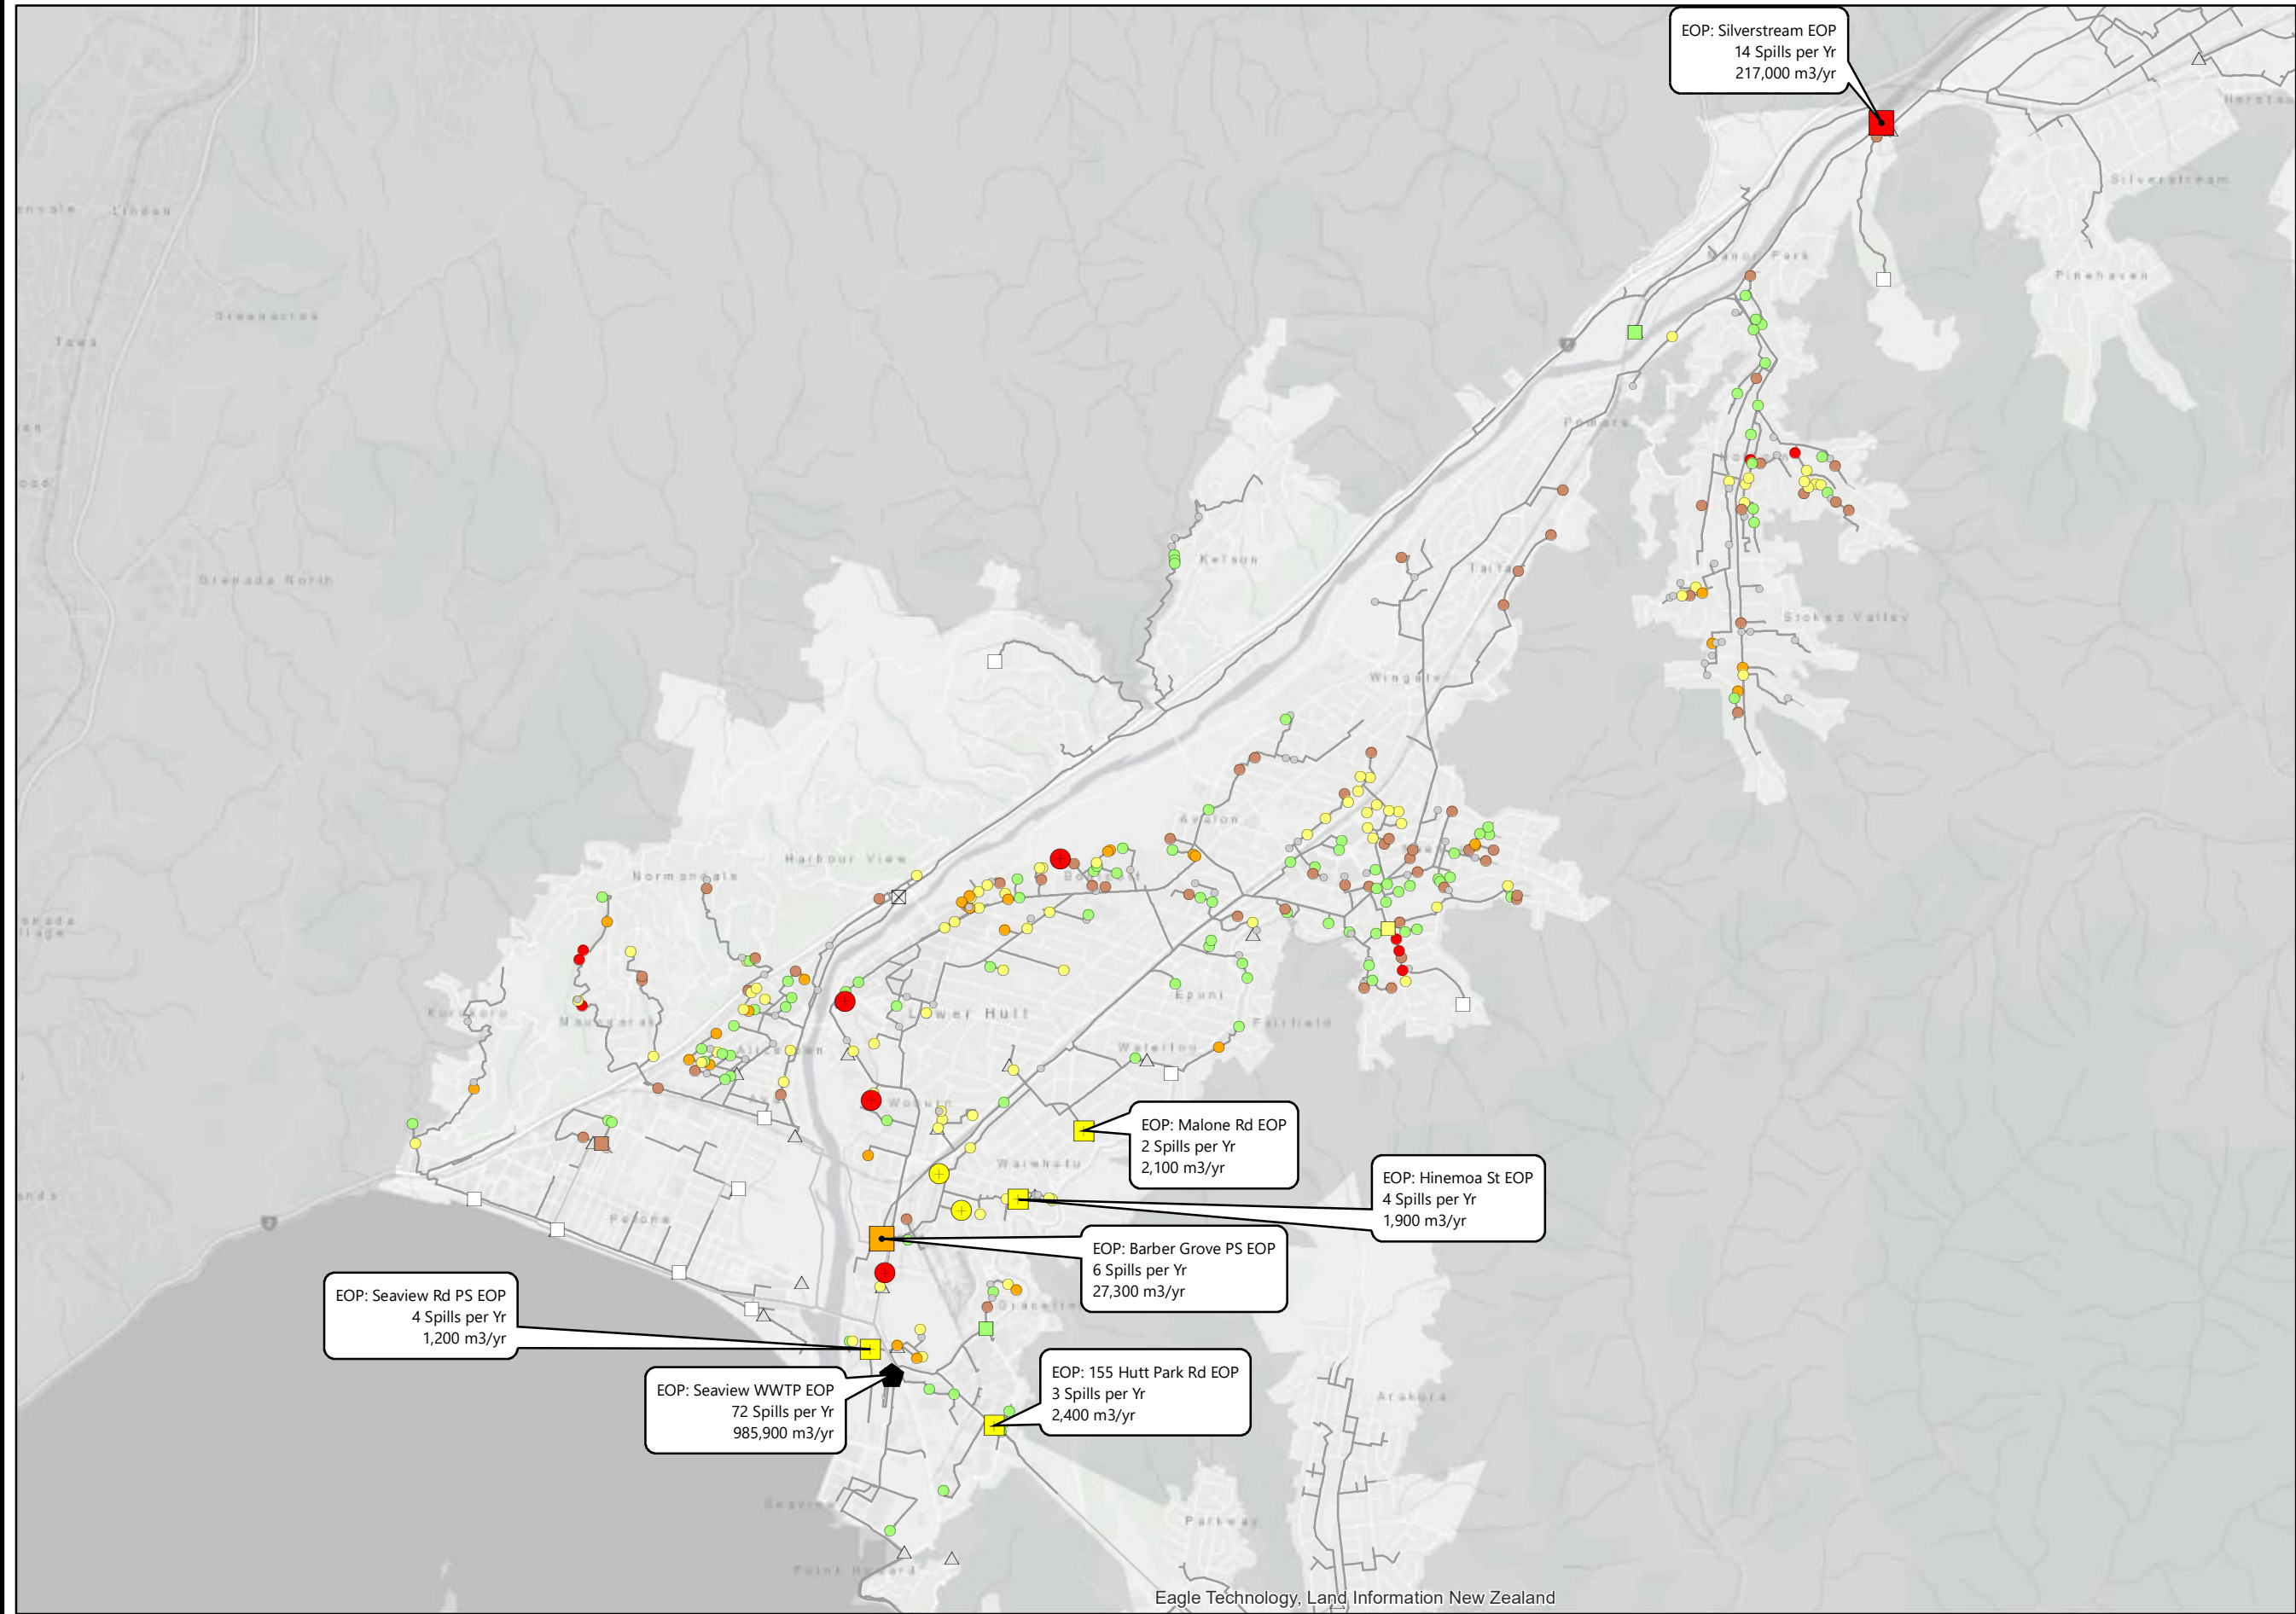 EOP: Silverstream EOP
14 Spills per Yr
217,000 m3/yr
Silverstream
Linden
Manor Park
Pinehaven
Greenacres
Tawa
Pomare
Kelson
Taita
Grenada North
Stokes Valley
Wingate
Avalon
Harbour View
Normandale
Boulcott
Epuni
Korokoro
Maungaraki
Lower Hutt
Fairfield
Alicetown
Waterloo
Ava
Woburn
EOP: Malone Rd EOP
2 Spills per Yr
2,100 m3/yr
Waiwhetu
EOP: Hinemoa St EOP
4 Spills per Yr
1,900 m3/yr
Petone
2
EOP: Barber Grove PS EOP
6 Spills per Yr
27,300 m3/yr
EOP: Seaview Rd PS EOP
4 Spills per Yr
1,200 m3/yr
Gracefield
EOP: Seaview WWTP EOP
72 Spills per Yr
985,900 m3/yr
EOP: 155 Hutt Park Rd EOP
3 Spills per Yr
2,400 m3/yr
Arakura
Seaview
Parkway
Point Howard
Eagle Technology, Land Information New Zealand